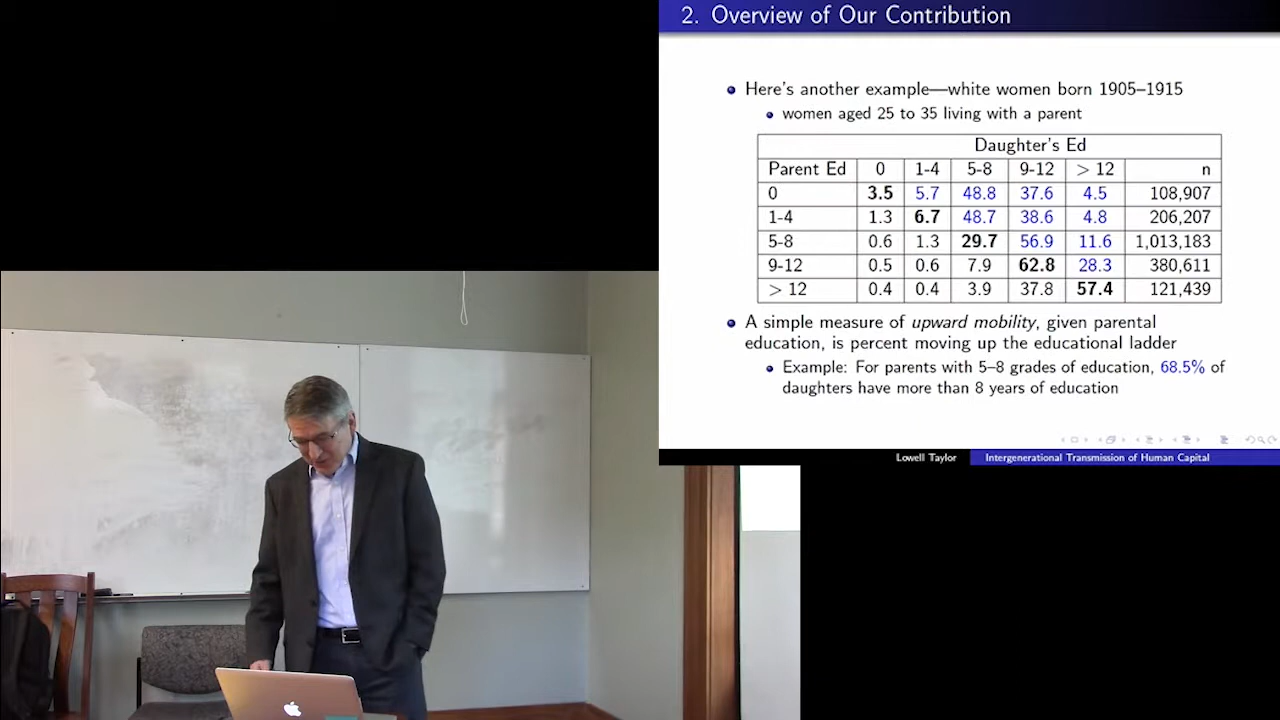 2. Overview of Our Contribution
Here's another example—white women born 1905–1915
women aged 25 to 35 living with a parent
Daughter's Ed
Parent Ed 0 1-4 5-8 9-12 > 12 n
0 3.5 5.7 48.8 37.6 4.5 108,907
1-4 1.3 6.7 48.7 38.6 4.8 206,207
5-8 0.6 1.3 29.7 56.9 11.6 1,013,183
9-12 0.5 0.6 7.9 62.8 28.3 380,611
> 12 0.4 0.4 3.9 37.8 57.4 121,439
A simple measure of upward mobility, given parental
education, is percent moving up the educational ladder
Example: For parents with 5–8 grades of education, 68.5% of
daughters have more than 8 years of education
Lowell Taylor Intergenerational Transmission of Human Capital